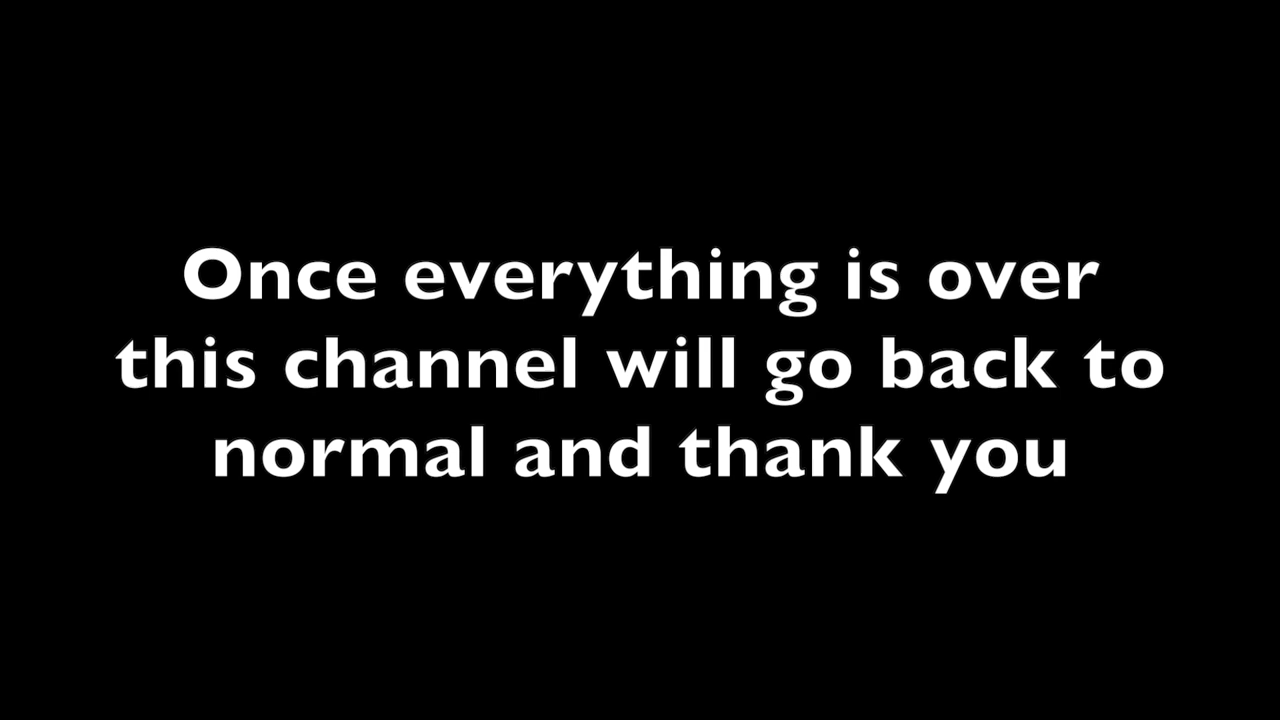 Once everything is over
this channel will go back to
normal and thank you